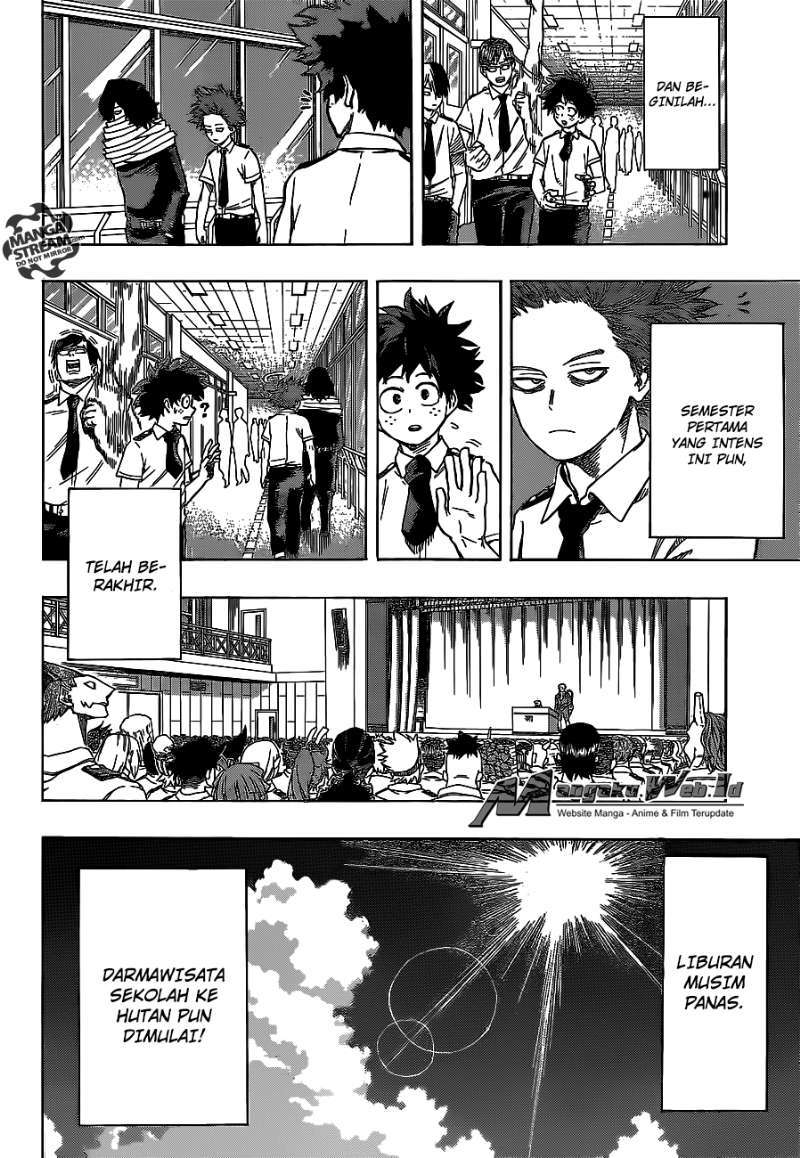 DAN BE-
GINILAH...
MANGA
STREAM.com
DO NOT MIRROR
SEMESTER
PERTAMA
YANG INTENS
INI PUN,
?
TELAH BE-
RAKHIR.
Mangaku.Web.Id
Website Manga - Anime & Film Terupdate
LIBURAN
MUSIM
PANAS.
DARMAWISATA
SEKOLAH KE
HUTAN PUN
DIMULAI!